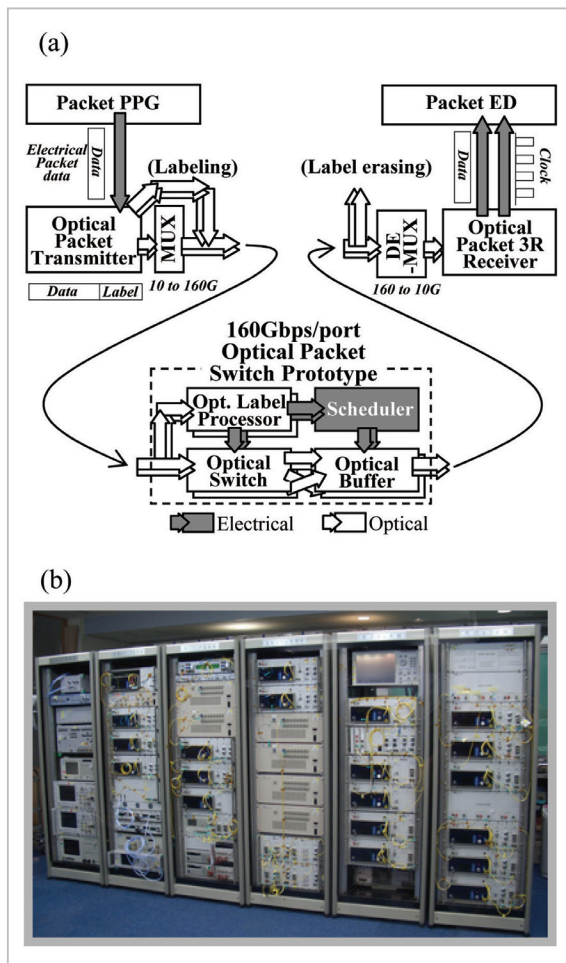 (a)
Packet PPG
Electrical
Packet
data
Data
(Labeling)
Optical
Packet
Transmitter
MUX
10 to 160G
Data Label
Packet ED
(Label erasing)
Data
Clock
DE
-MUX
160 to 10G
Optical
Packet 3R
Receiver
160Gbps/port
Optical Packet
Switch Prototype
Opt. Label
Processor
Scheduler
Optical
Switch
Optical
Buffer
Electrical
Optical
(b)